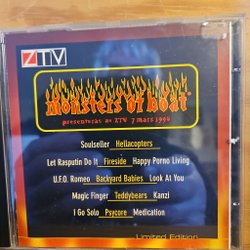 ZTV
Monsters of Boat
presenteras av ZTV 7 mars 1996
Soulseller Hellacopters
Let Rasputin Do It Fireside Happy Porno Living
U.F.O. Romeo Backyard Babies Look At You
Magic Finger Teddybears Kanzi
I Go Solo Psycore Medication
Limited Edition